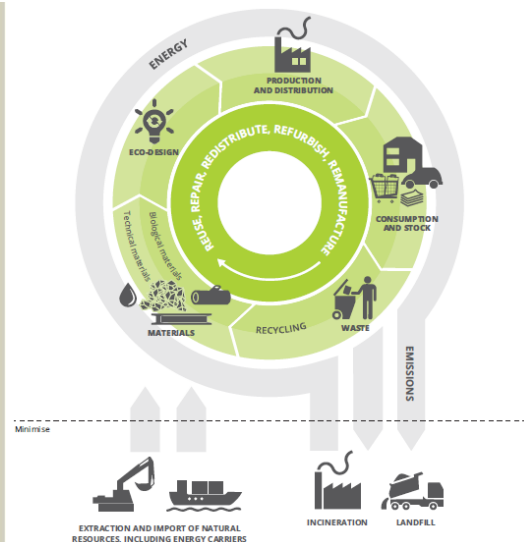 ENERGY
PRODUCTION
AND DISTRIBUTION
ECO-DESIGN
REUSE, REPAIR, REDISTRIBUTE, REFURBISH, REMANUFACTURE
CONSUMPTION
AND STOCK
Technical materials
Biological materials
MATERIALS
RECYCLING
WASTE
EMISSIONS
Minimise
EXTRACTION AND IMPORT OF NATURAL
RESOURCES, INCLUDING ENERGY CARRIERS
INCINERATION
LANDFILL